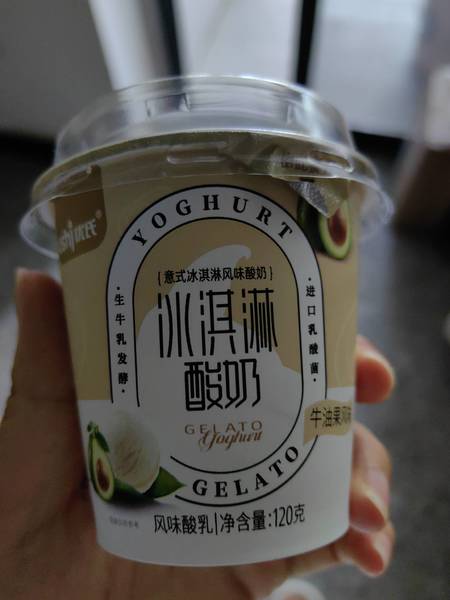 YOGHURT
{意式冰淇淋风味酸奶}
·生牛乳发酵·
冰淇淋
酸奶
·进口乳酸菌·
GELATO
Yoghurt
牛油果风味
GELATO
风味酸乳|净含量:120克